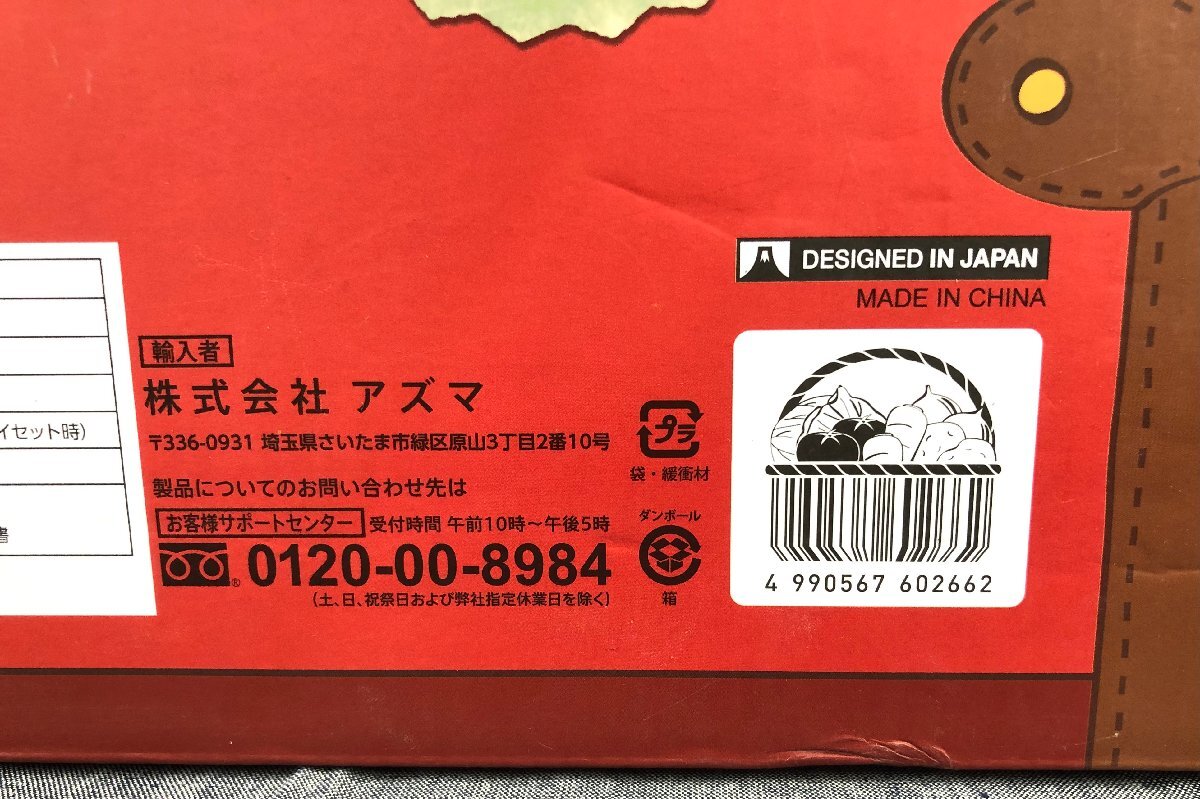 DESIGNED IN JAPAN
MADE IN CHINA
輸入者
株式会社 アズマ
〒336-0931 埼玉県さいたま市緑区原山3丁目2番10号
製品についてのお問い合わせ先は
お客様サポートセンター 受付時間 午前10時~午後5時
0120-00-8984
(土、日、祝祭日および弊社指定休業日を除く)
イセット時)
書
プラ
袋・緩衝材
ダンボール
箱
4 990567 602662